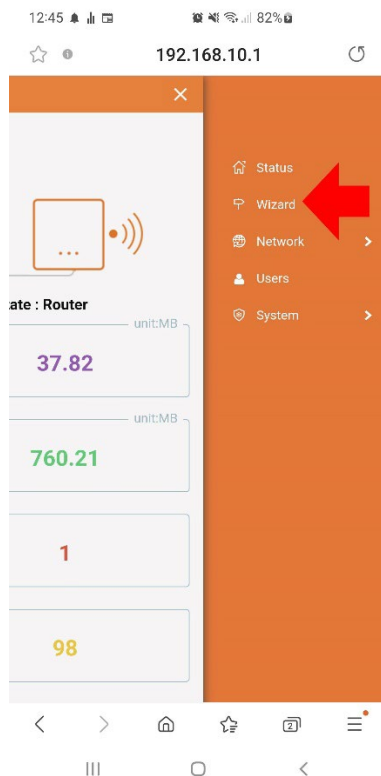 12:45
82%
192.168.10.1
Status
Wizard
Network
Users
System
ate : Router
unit:MB
37.82
unit:MB
760.21
1
98
2